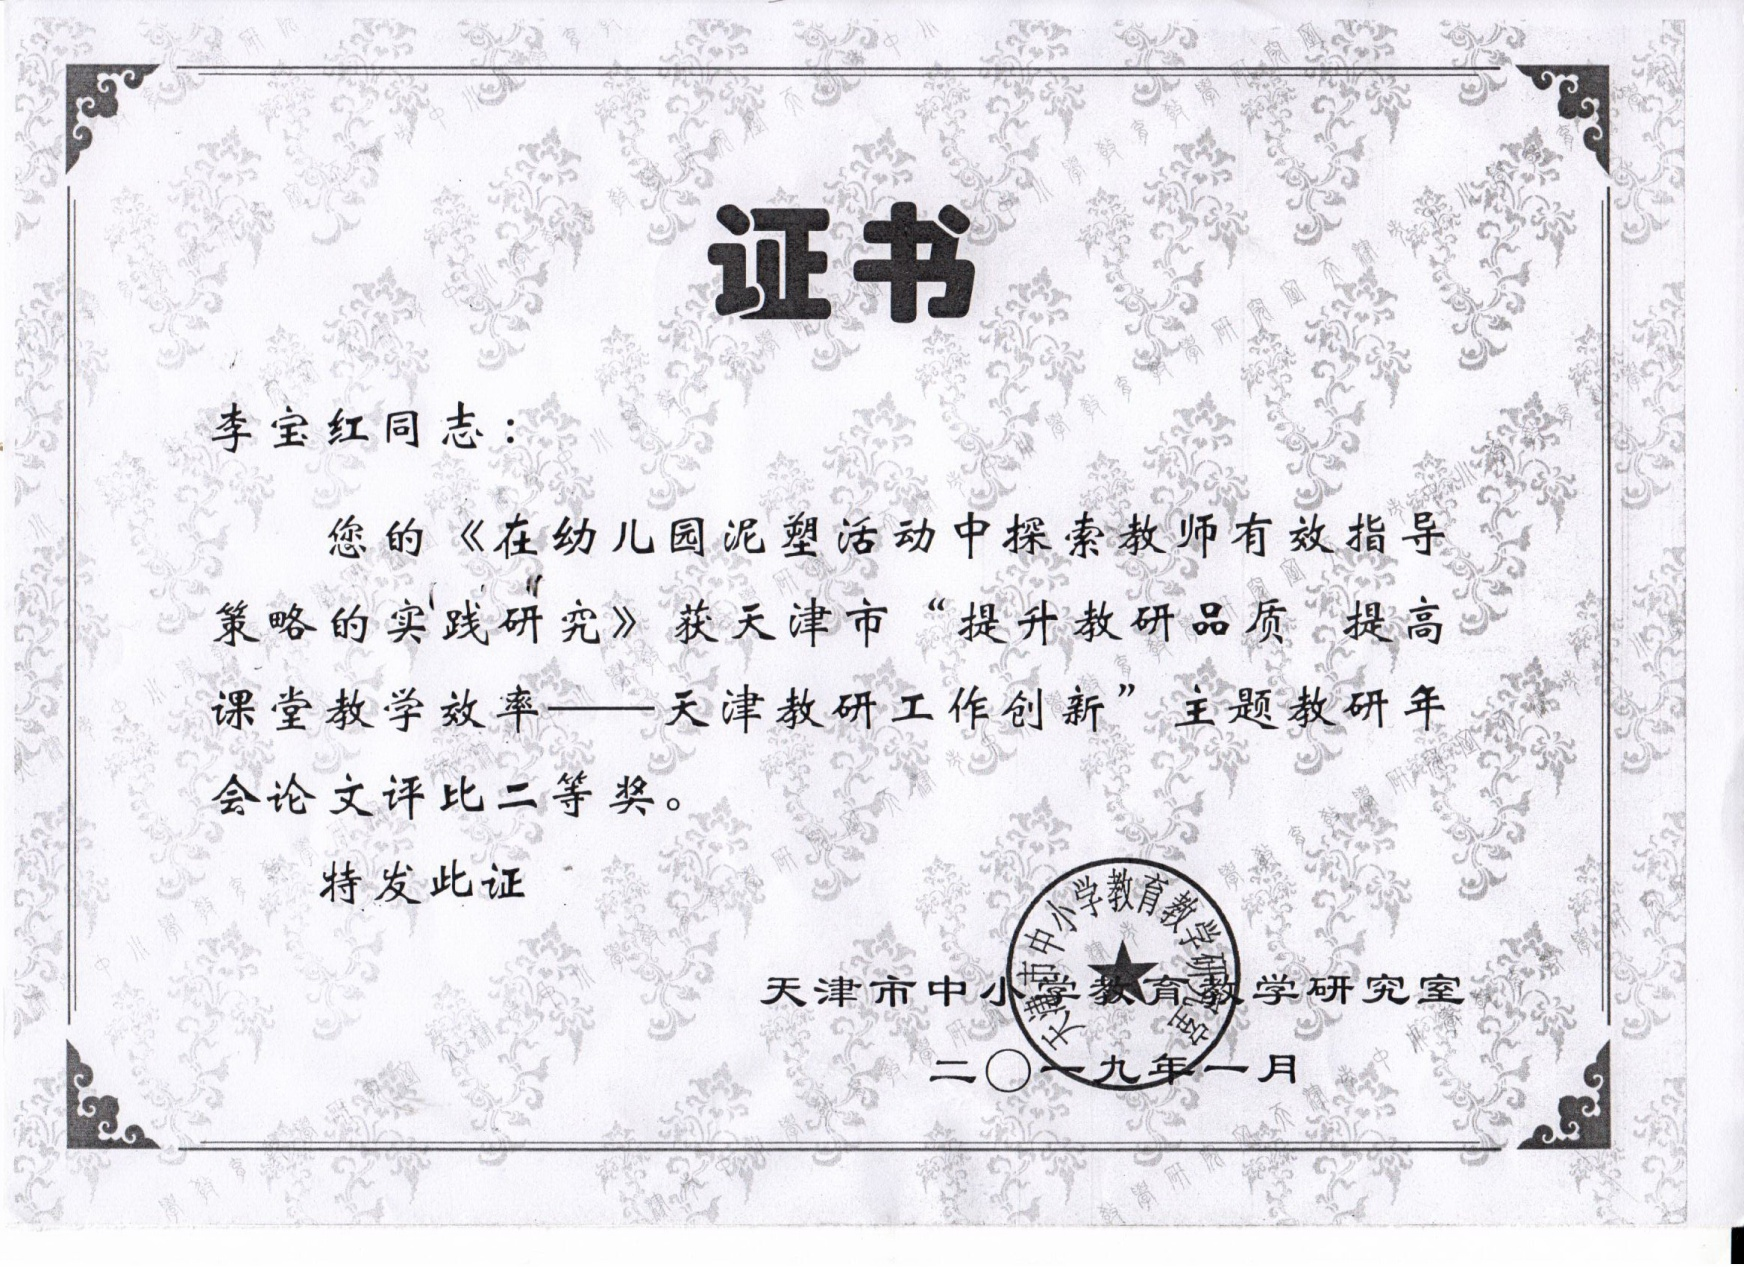 证书
李宝红同志：
您的《在幼儿园泥塑活动中探索教师有效指导
策略的实践研究》获天津市“提升教研品质 提高
课堂教学效率——天津教研工作创新”主题教研年
会论文评比二等奖。
特发此证
天津市中小学教育教学研究室
天津市中小学教育教学研究室
二〇一九年一月